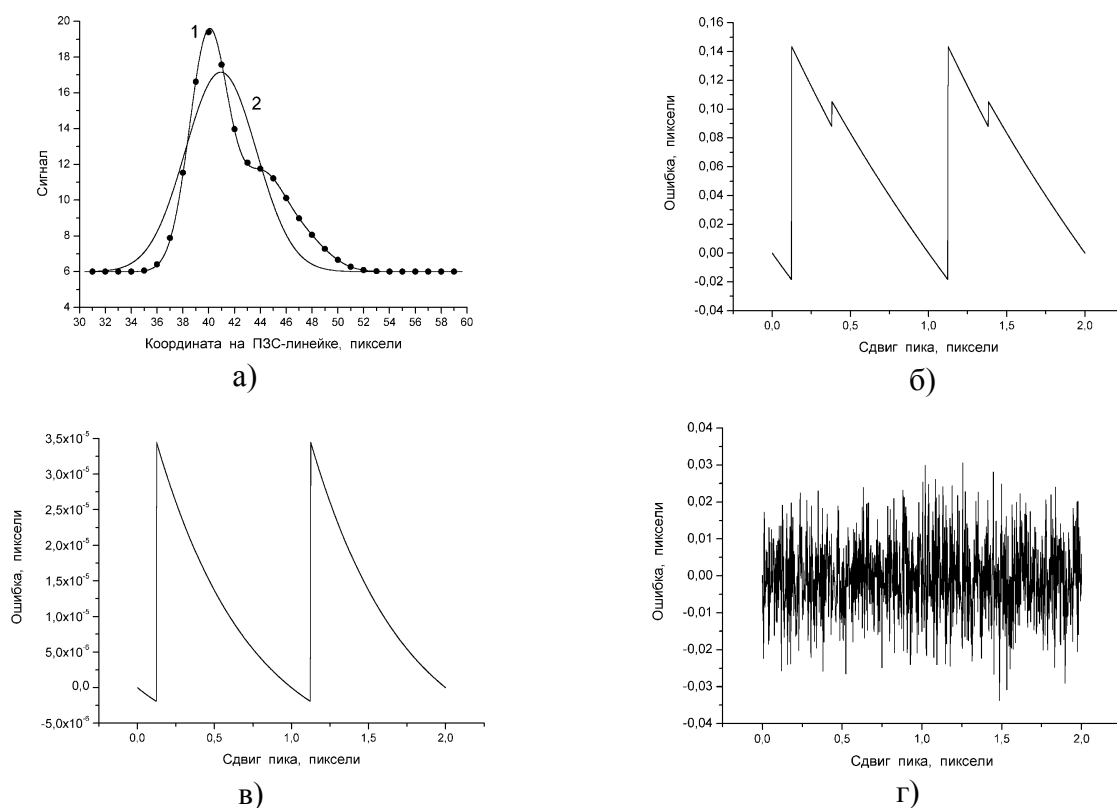 20
18
16
14
12
10
8
6
4
Сигнал
1
2
30 32 34 36 38 40 42 44 46 48 50 52 54 56 58 60
Координата на ПЗС-линейке, пиксели
а)
0,16
0,14
0,12
0,10
0,08
0,06
0,04
0,02
0,00
-0,02
-0,04
Ошибка, пиксели
0,0 0,5 1,0 1,5 2,0
Сдвиг пика, пиксели
б)
3,5x10⁻⁵
3,0x10⁻⁵
2,5x10⁻⁵
2,0x10⁻⁵
1,5x10⁻⁵
1,0x10⁻⁵
5,0x10⁻⁶
0,0
-5,0x10⁻⁶
Ошибка, пиксели
0,0 0,5 1,0 1,5 2,0
Сдвиг пика, пиксели
в)
0,04
0,03
0,02
0,01
0,00
-0,01
-0,02
-0,03
-0,04
Ошибка, пиксели
0,0 0,5 1,0 1,5 2,0
Сдвиг пика, пиксели
г)